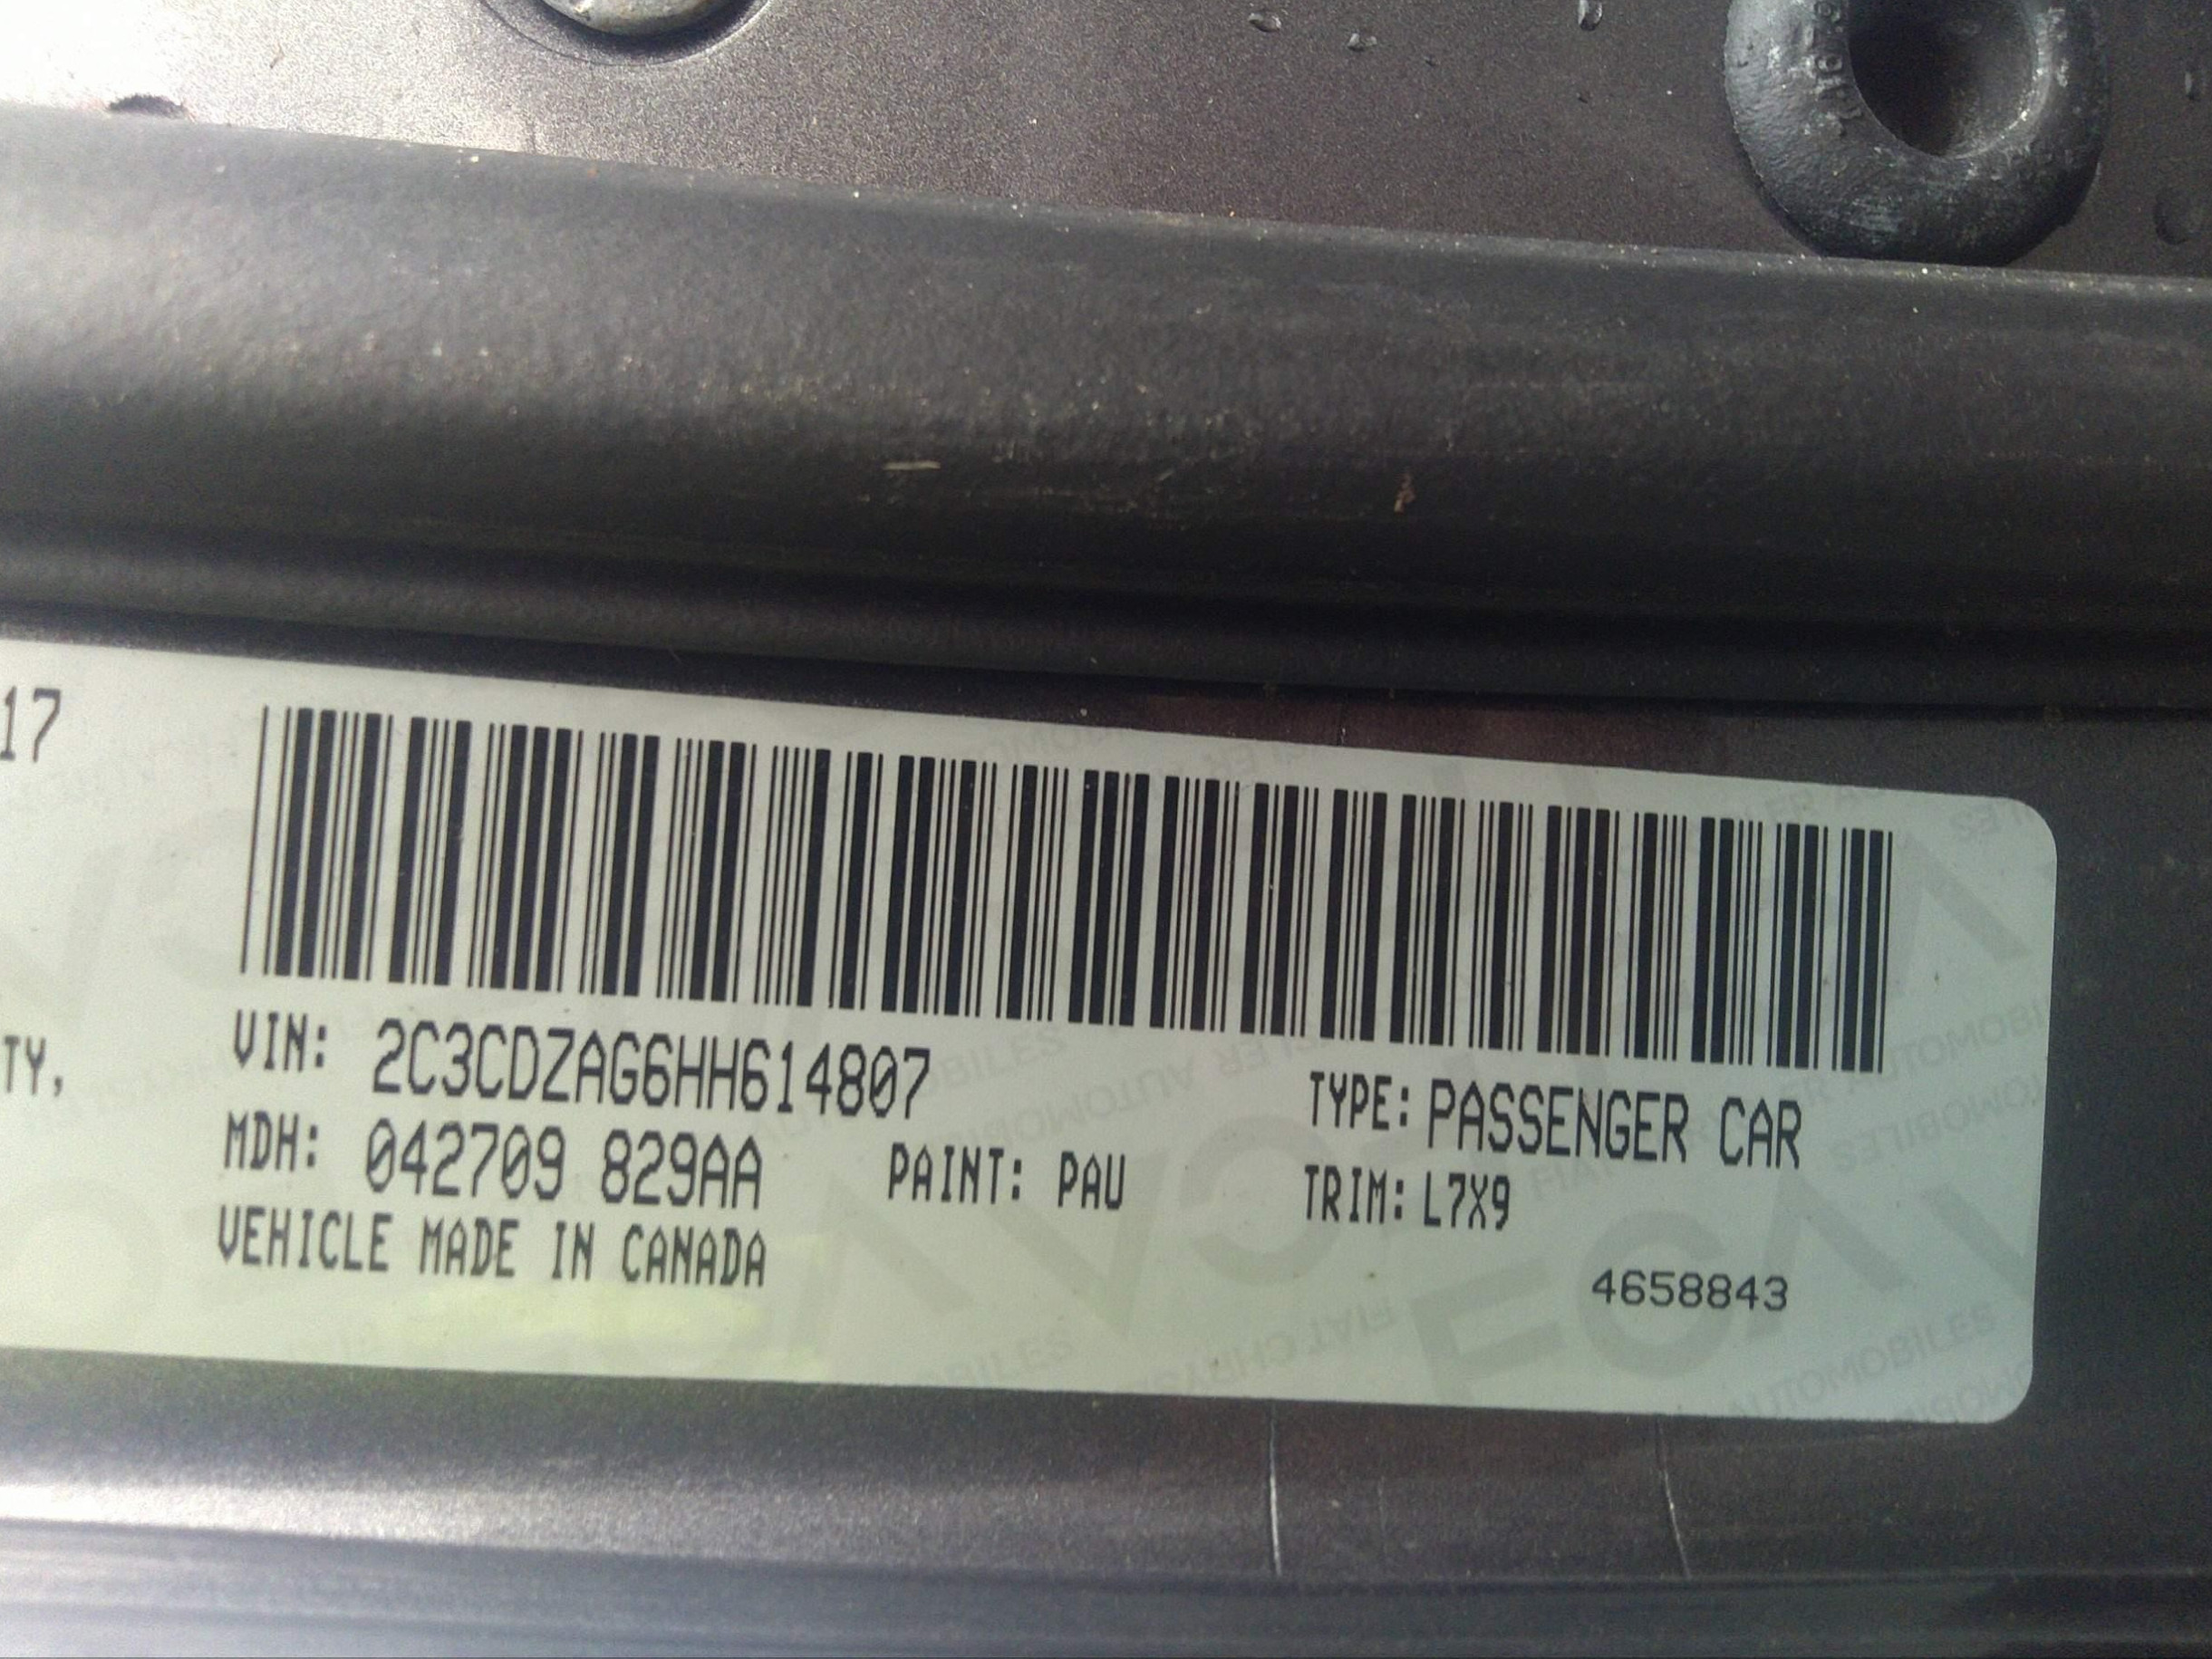 17
TY,
VIN: 2C3CDZAG6HH614807
MDH: 042709 829AA PAINT: PAU
VEHICLE MADE IN CANADA
TYPE: PASSENGER CAR
TRIM: L7X9
4658843